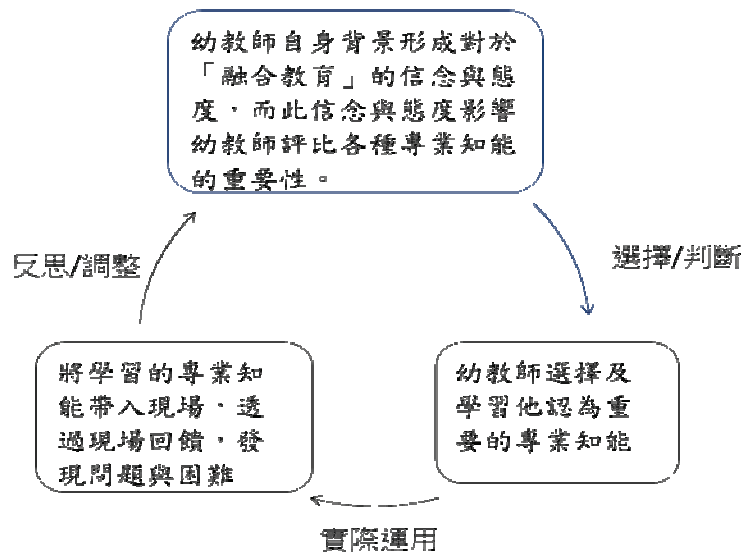 幼教師自身背景形成對於
「融合教育」的信念與態
度，而此信念與態度影響
幼教師評比各種專業知能
的重要性。
反思/調整
選擇/判斷
將學習的專業知
能帶入現場，透
過現場回饋，發
現問題與困難
幼教師選擇及
學習他認為重
要的專業知能
實際運用